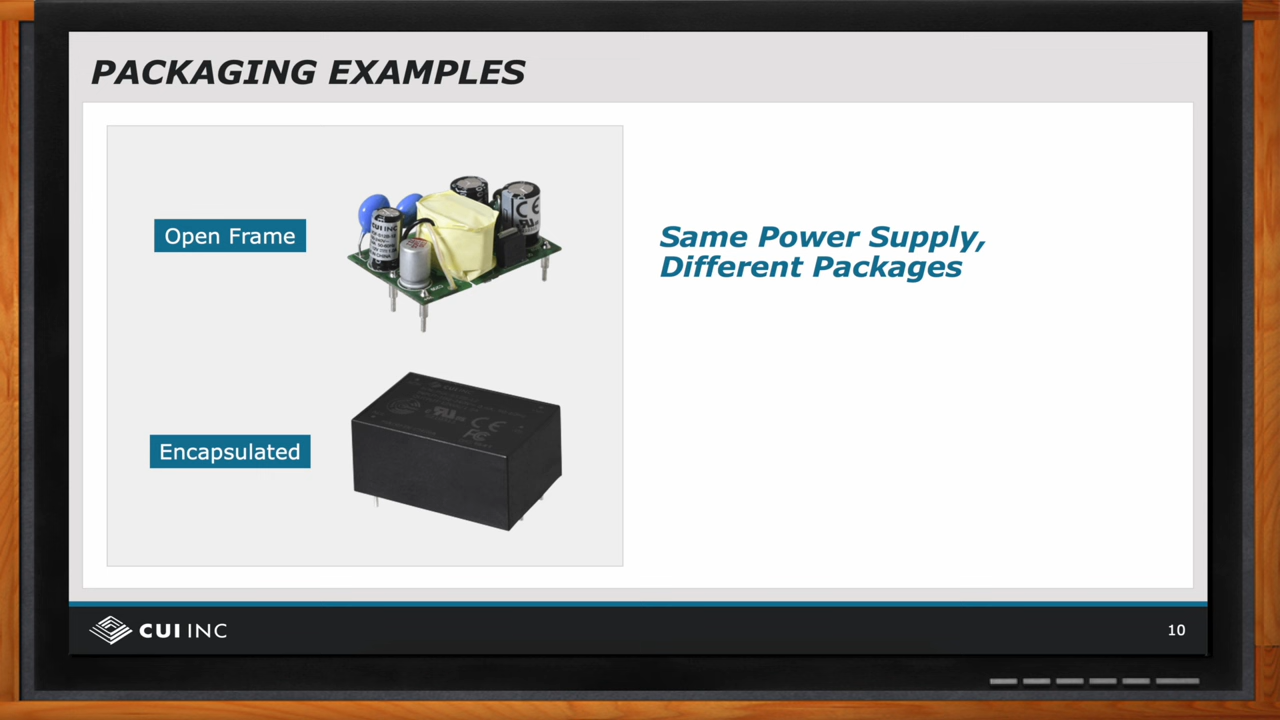 PACKAGING EXAMPLES
Open Frame
Same Power Supply,
Different Packages
Encapsulated
CUI INC
10